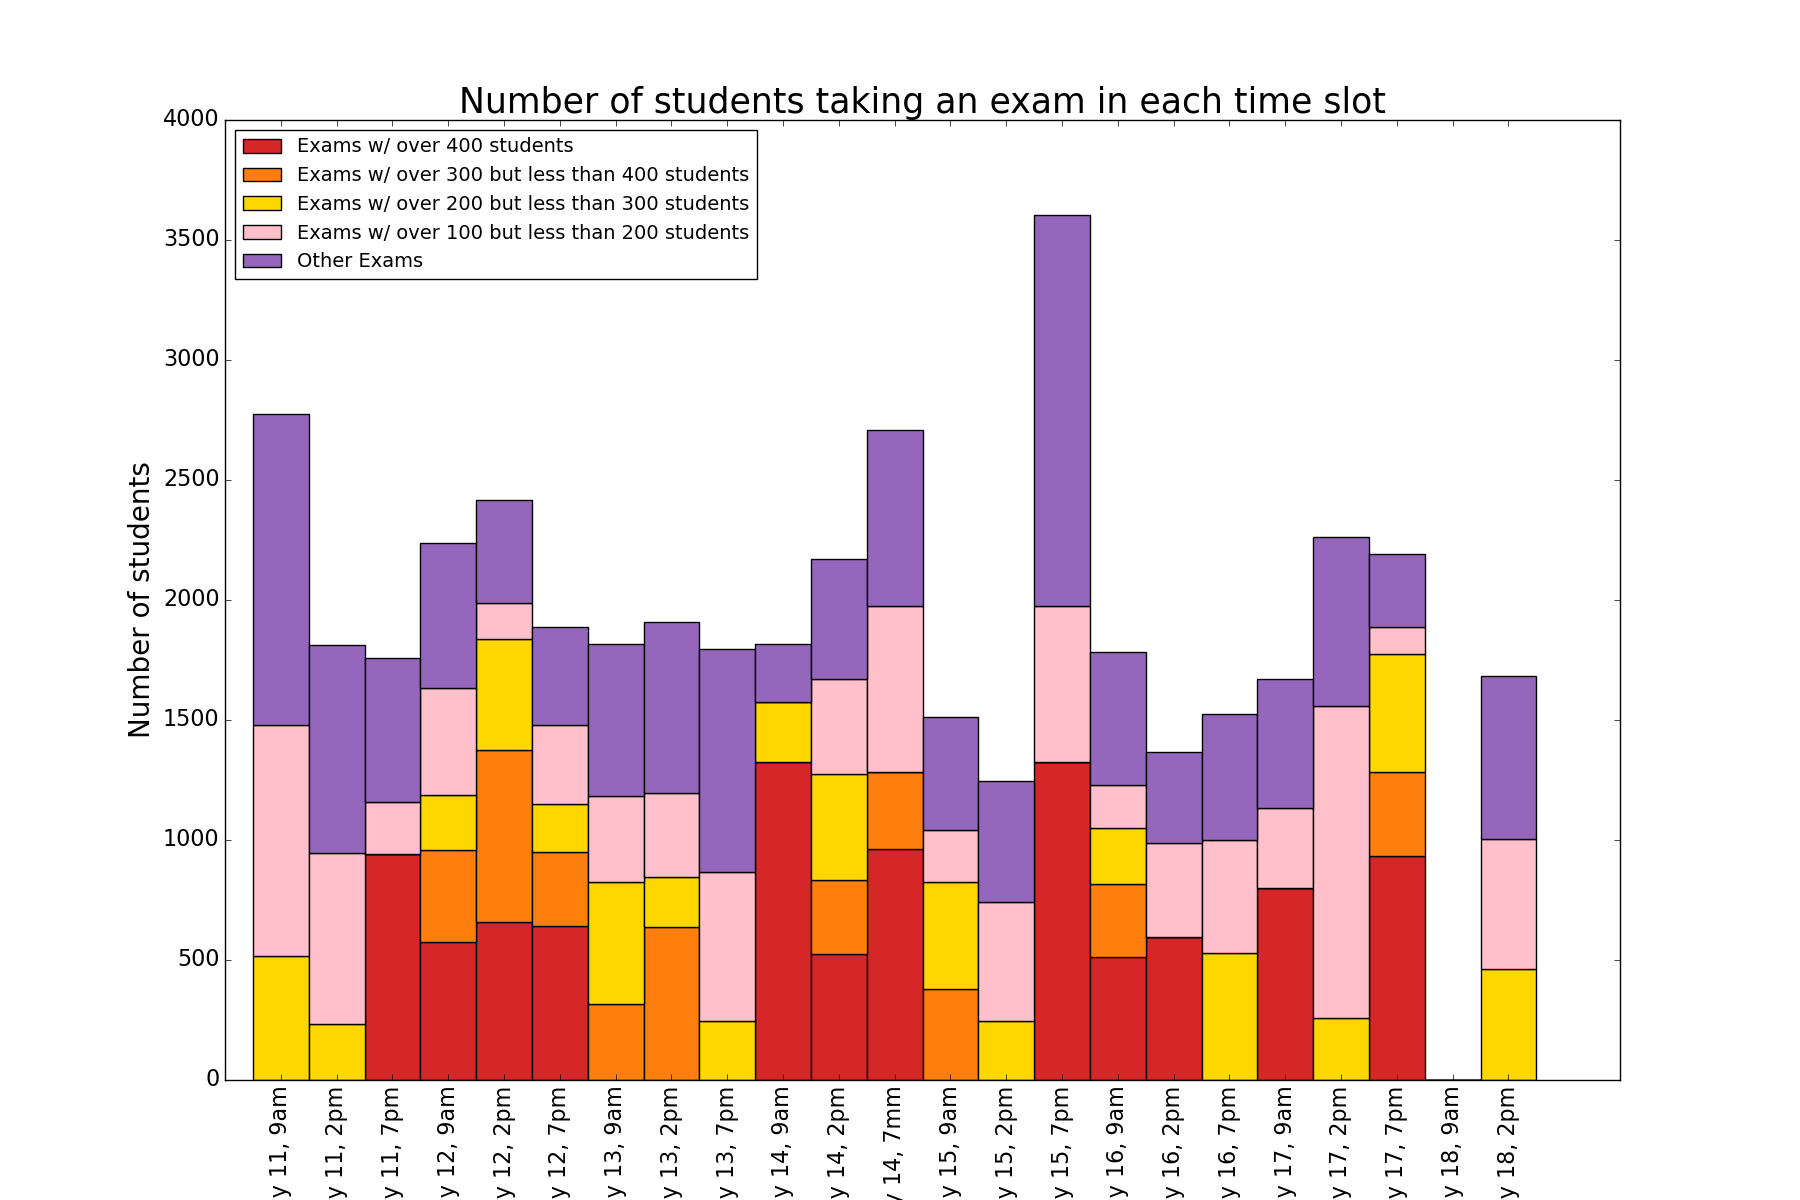 Number of students taking an exam in each time slot
Exams w/ over 400 students
Exams w/ over 300 but less than 400 students
Exams w/ over 200 but less than 300 students
Exams w/ over 100 but less than 200 students
Other Exams
Number of students
4000
3500
3000
2500
2000
1500
1000
500
0
y 11, 9am
y 11, 2pm
y 11, 7pm
y 12, 9am
y 12, 2pm
y 12, 7pm
y 13, 9am
y 13, 2pm
y 13, 7pm
y 14, 9am
y 14, 2pm
y 14, 7mm
y 15, 9am
y 15, 2pm
y 15, 7pm
y 16, 9am
y 16, 2pm
y 16, 7pm
y 17, 9am
y 17, 2pm
y 17, 7pm
y 18, 9am
y 18, 2pm